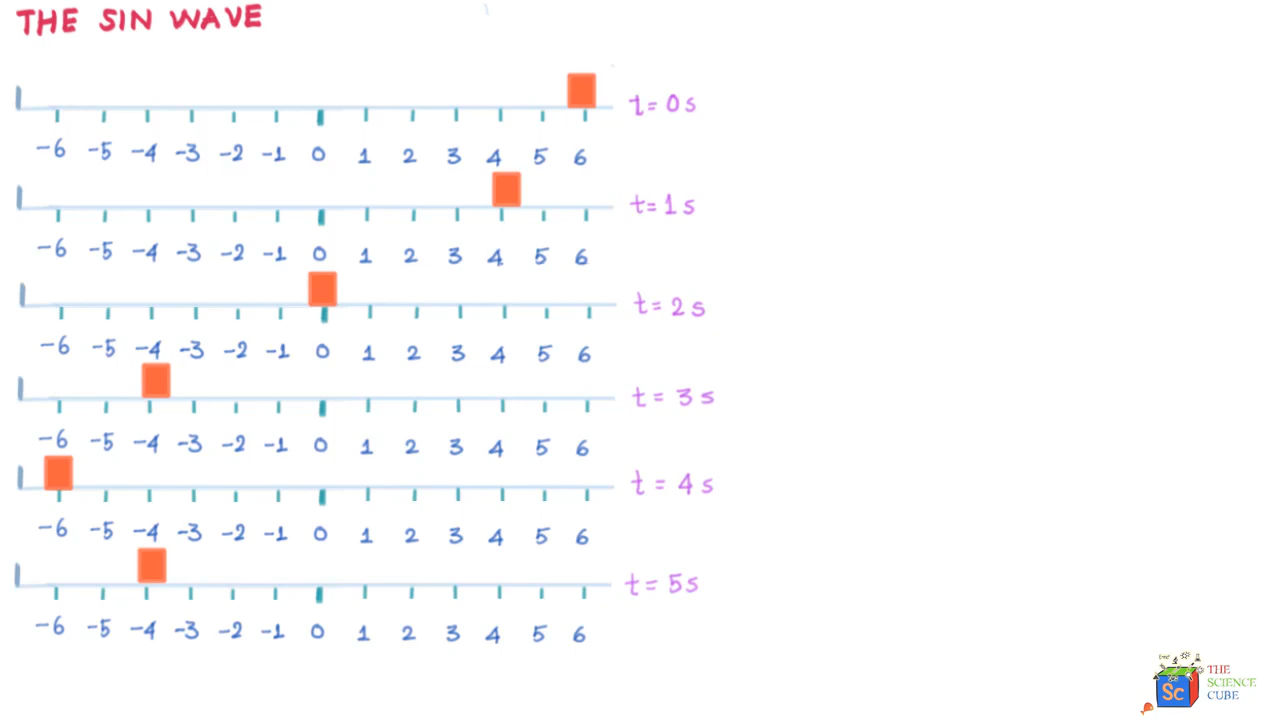 THE SIN WAVE
t = 0 s
-6 -5 -4 -3 -2 -1 0 1 2 3 4 5 6
t = 1 s
-6 -5 -4 -3 -2 -1 0 1 2 3 4 5 6
t = 2 s
-6 -5 -4 -3 -2 -1 0 1 2 3 4 5 6
t = 3 s
-6 -5 -4 -3 -2 -1 0 1 2 3 4 5 6
t = 4 s
-6 -5 -4 -3 -2 -1 0 1 2 3 4 5 6
t = 5 s
-6 -5 -4 -3 -2 -1 0 1 2 3 4 5 6
Sc
THE
SCIENCE
CUBE